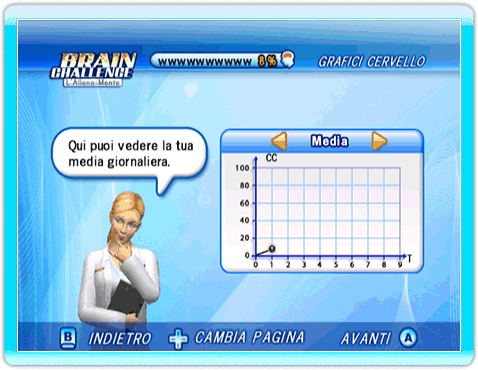 BRAIN
CHALLENGE
L'Allena-Mente
wwwwwwwwww 8%
GRAFICI CERVELLO
Qui puoi vedere la tua
media giornaliera.
Media
CC
100
80
60
40
20
0
0 1 2 3 4 5 6 7 8 9 T
B INDIETRO CAMBIA PAGINA AVANTI A